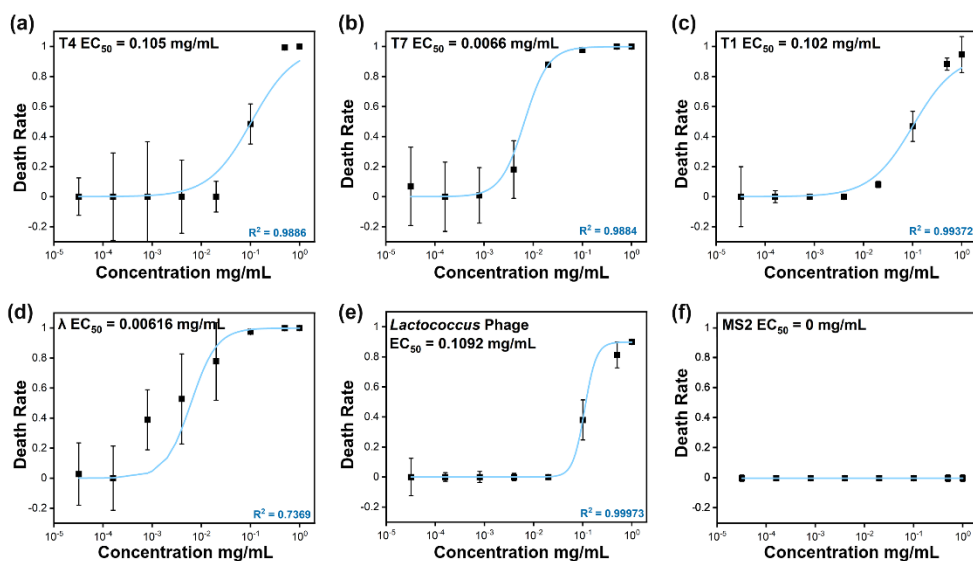 (a)
T4 EC50 = 0.105 mg/mL
Death Rate
1
0.8
0.6
0.4
0.2
0
-0.2
R² = 0.9886
10⁻⁵ 10⁻⁴ 10⁻³ 10⁻² 10⁻¹ 10⁰
Concentration mg/mL
(b)
T7 EC50 = 0.0066 mg/mL
Death Rate
1
0.8
0.6
0.4
0.2
0
-0.2
R² = 0.9884
10⁻⁵ 10⁻⁴ 10⁻³ 10⁻² 10⁻¹ 10⁰
Concentration mg/mL
(c)
T1 EC50 = 0.102 mg/mL
Death Rate
1
0.8
0.6
0.4
0.2
0
-0.2
R² = 0.99372
10⁻⁵ 10⁻⁴ 10⁻³ 10⁻² 10⁻¹ 10⁰
Concentration mg/mL
(d)
λ EC50 = 0.00616 mg/mL
Death Rate
1
0.8
0.6
0.4
0.2
0
-0.2
R² = 0.7369
10⁻⁵ 10⁻⁴ 10⁻³ 10⁻² 10⁻¹ 10⁰
Concentration mg/mL
(e)
Lactococcus Phage
EC50 = 0.1092 mg/mL
Death Rate
1
0.8
0.6
0.4
0.2
0
-0.2
R² = 0.99973
10⁻⁵ 10⁻⁴ 10⁻³ 10⁻² 10⁻¹ 10⁰
Concentration mg/mL
(f)
MS2 EC50 = 0 mg/mL
Death Rate
1
0.8
0.6
0.4
0.2
0
-0.2
10⁻⁵ 10⁻⁴ 10⁻³ 10⁻² 10⁻¹ 10⁰
Concentration mg/mL